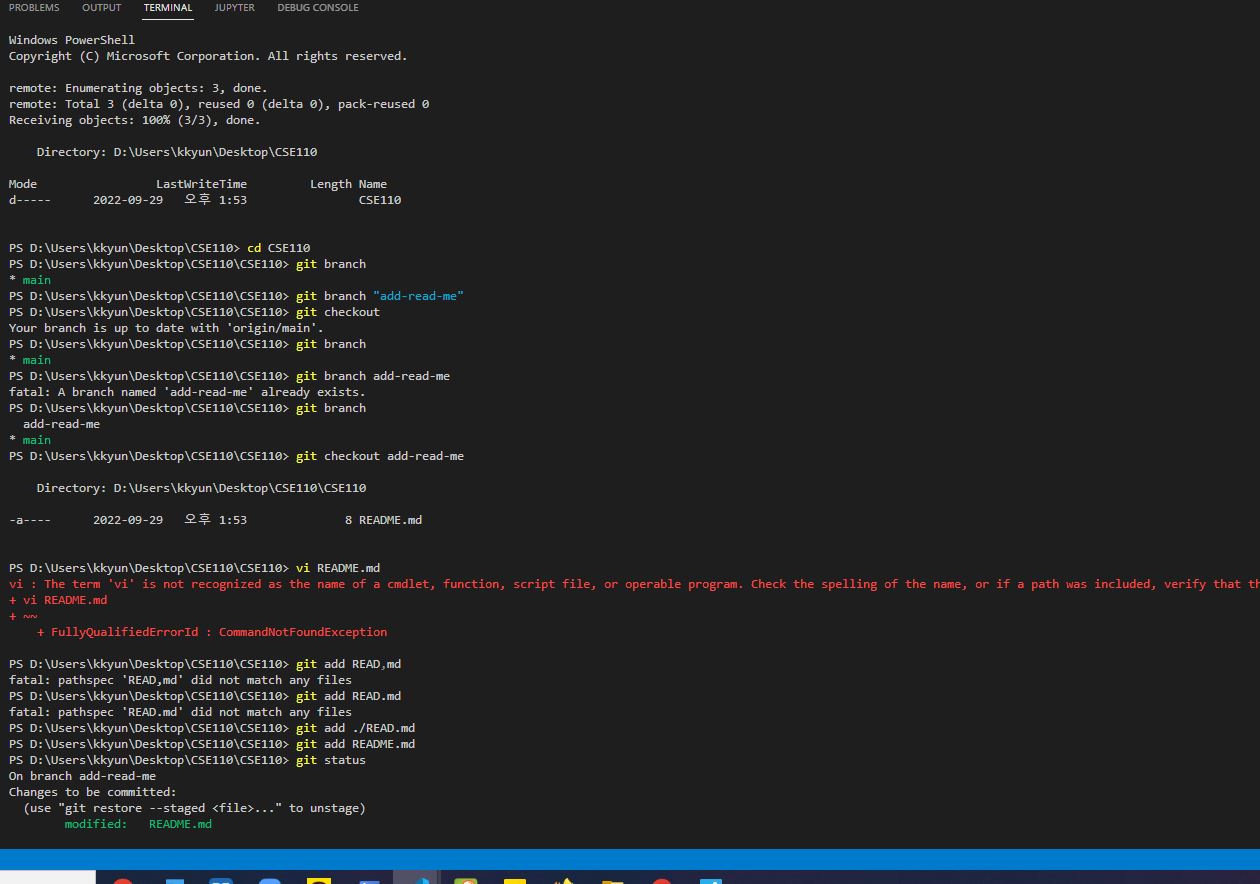 PROBLEMS OUTPUT TERMINAL JUPYTER DEBUG CONSOLE
Windows PowerShell
Copyright (C) Microsoft Corporation. All rights reserved.
remote: Enumerating objects: 3, done.
remote: Total 3 (delta 0), reused 0 (delta 0), pack-reused 0
Receiving objects: 100% (3/3), done.
Directory: D:\Users\kkyun\Desktop\CSE110
Mode LastWriteTime Length Name
d----- 2022-09-29 오후 1:53 CSE110
PS D:\Users\kkyun\Desktop\CSE110> cd CSE110
PS D:\Users\kkyun\Desktop\CSE110\CSE110> git branch
* main
PS D:\Users\kkyun\Desktop\CSE110\CSE110> git branch "add-read-me"
PS D:\Users\kkyun\Desktop\CSE110\CSE110> git checkout
Your branch is up to date with 'origin/main'.
PS D:\Users\kkyun\Desktop\CSE110\CSE110> git branch
* main
PS D:\Users\kkyun\Desktop\CSE110\CSE110> git branch add-read-me
fatal: A branch named 'add-read-me' already exists.
PS D:\Users\kkyun\Desktop\CSE110\CSE110> git branch
add-read-me
* main
PS D:\Users\kkyun\Desktop\CSE110\CSE110> git checkout add-read-me
Directory: D:\Users\kkyun\Desktop\CSE110\CSE110
-a---- 2022-09-29 오후 1:53 8 README.md
PS D:\Users\kkyun\Desktop\CSE110\CSE110> vi README.md
vi : The term 'vi' is not recognized as the name of a cmdlet, function, script file, or operable program. Check the spelling of the name, or if a path was included, verify that
+ vi README.md
+ ~~
+ FullyQualifiedErrorId : CommandNotFoundException
PS D:\Users\kkyun\Desktop\CSE110\CSE110> git add READ,md
fatal: pathspec 'READ,md' did not match any files
PS D:\Users\kkyun\Desktop\CSE110\CSE110> git add READ.md
fatal: pathspec 'READ.md' did not match any files
PS D:\Users\kkyun\Desktop\CSE110\CSE110> git add ./READ.md
PS D:\Users\kkyun\Desktop\CSE110\CSE110> git add README.md
PS D:\Users\kkyun\Desktop\CSE110\CSE110> git status
On branch add-read-me
Changes to be committed:
(use "git restore --staged <file>..." to unstage)
modified: README.md